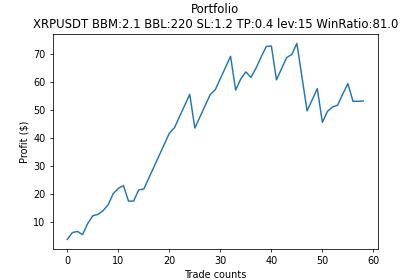 Portfolio
XRPUSDT BBM:2.1 BBL:220 SL:1.2 TP:0.4 lev:15 WinRatio:81.0
Profit ($)
70
60
50
40
30
20
10
0 10 20 30 40 50 60
Trade counts